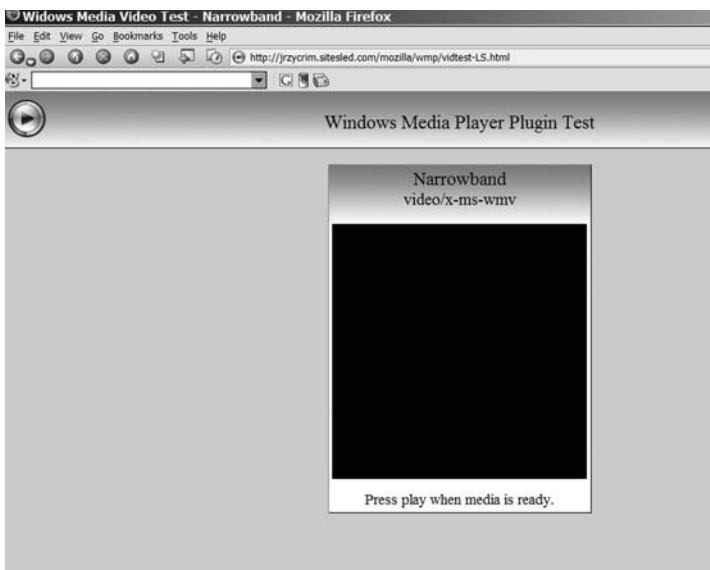 Widows Media Video Test - Narrowband - Mozilla Firefox
File Edit View Go Bookmarks Tools Help
http://jrzycrim.sitesled.com/mozilla/wmp/vidtest-LS.html
Windows Media Player Plugin Test
Narrowband
video/x-ms-wmv
Press play when media is ready.